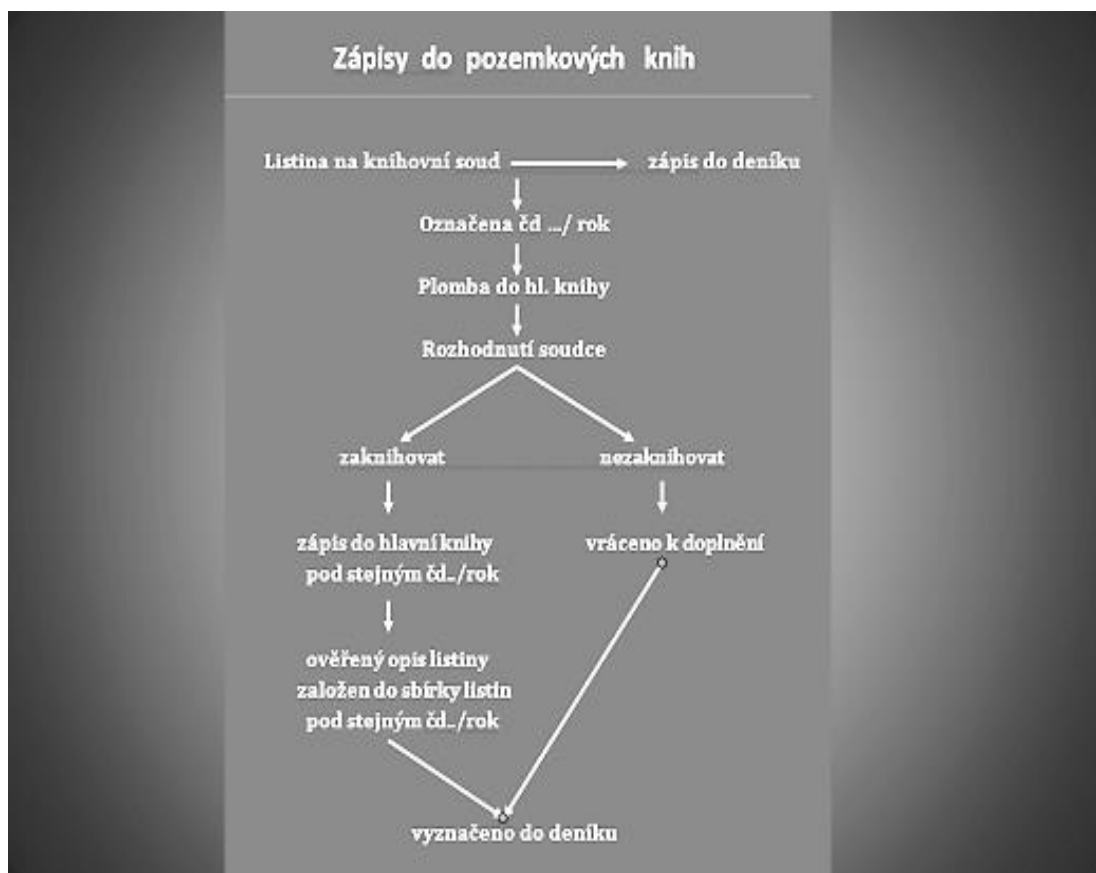 Zápisy do pozemkových knih
Listina na knihovní soud
zápis do deníku
Označena čd .../ rok
Plomba do hl. knihy
Rozhodnutí soudce
zaknihovat
nezaknihovat
zápis do hlavní knihy
pod stejným čd../rok
vráceno k doplnění
ověřený opis listiny
založen do sbírky listin
pod stejným čd../rok
vyznačeno do deníku